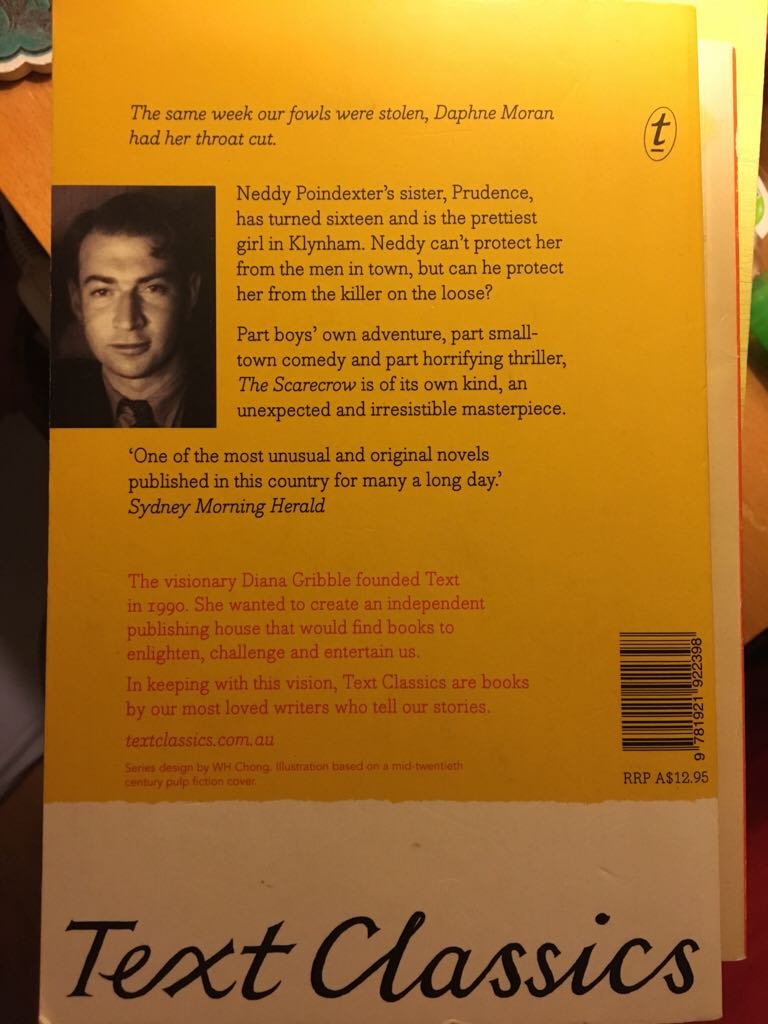 The same week our fowls were stolen, Daphne Moran
had her throat cut.
t
Neddy Poindexter's sister, Prudence,
has turned sixteen and is the prettiest
girl in Klynham. Neddy can't protect her
from the men in town, but can he protect
her from the killer on the loose?
Part boys' own adventure, part small-
town comedy and part horrifying thriller,
The Scarecrow is of its own kind, an
unexpected and irresistible masterpiece.
'One of the most unusual and original novels
published in this country for many a long day.'
Sydney Morning Herald
The visionary Diana Gribble founded Text
in 1990. She wanted to create an independent
publishing house that would find books to
enlighten, challenge and entertain us.
In keeping with this vision, Text Classics are books
by our most loved writers who tell our stories.
textclassics.com.au
Series design by WH Chong. Illustration based on a mid-twentieth
century pulp fiction cover.
9 781921 922398
RRP A$12.95
Text Classics